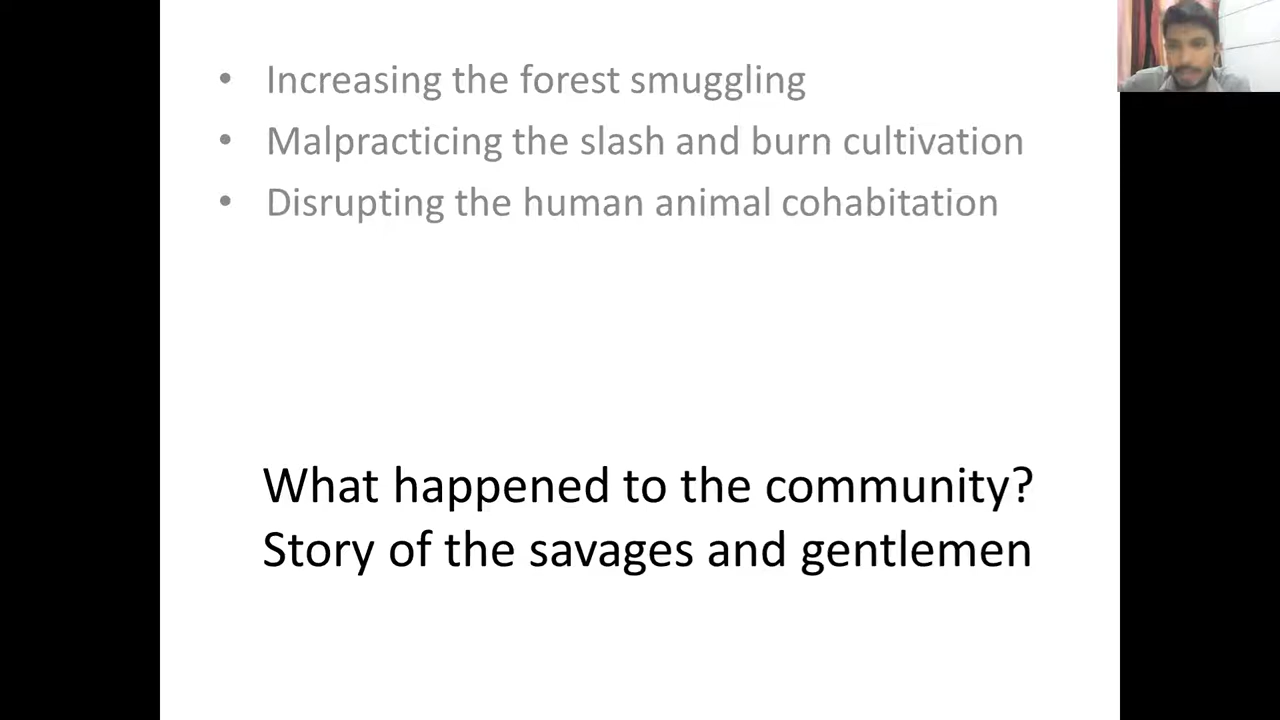 • Increasing the forest smuggling
• Malpracticing the slash and burn cultivation
• Disrupting the human animal cohabitation
What happened to the community?
Story of the savages and gentlemen